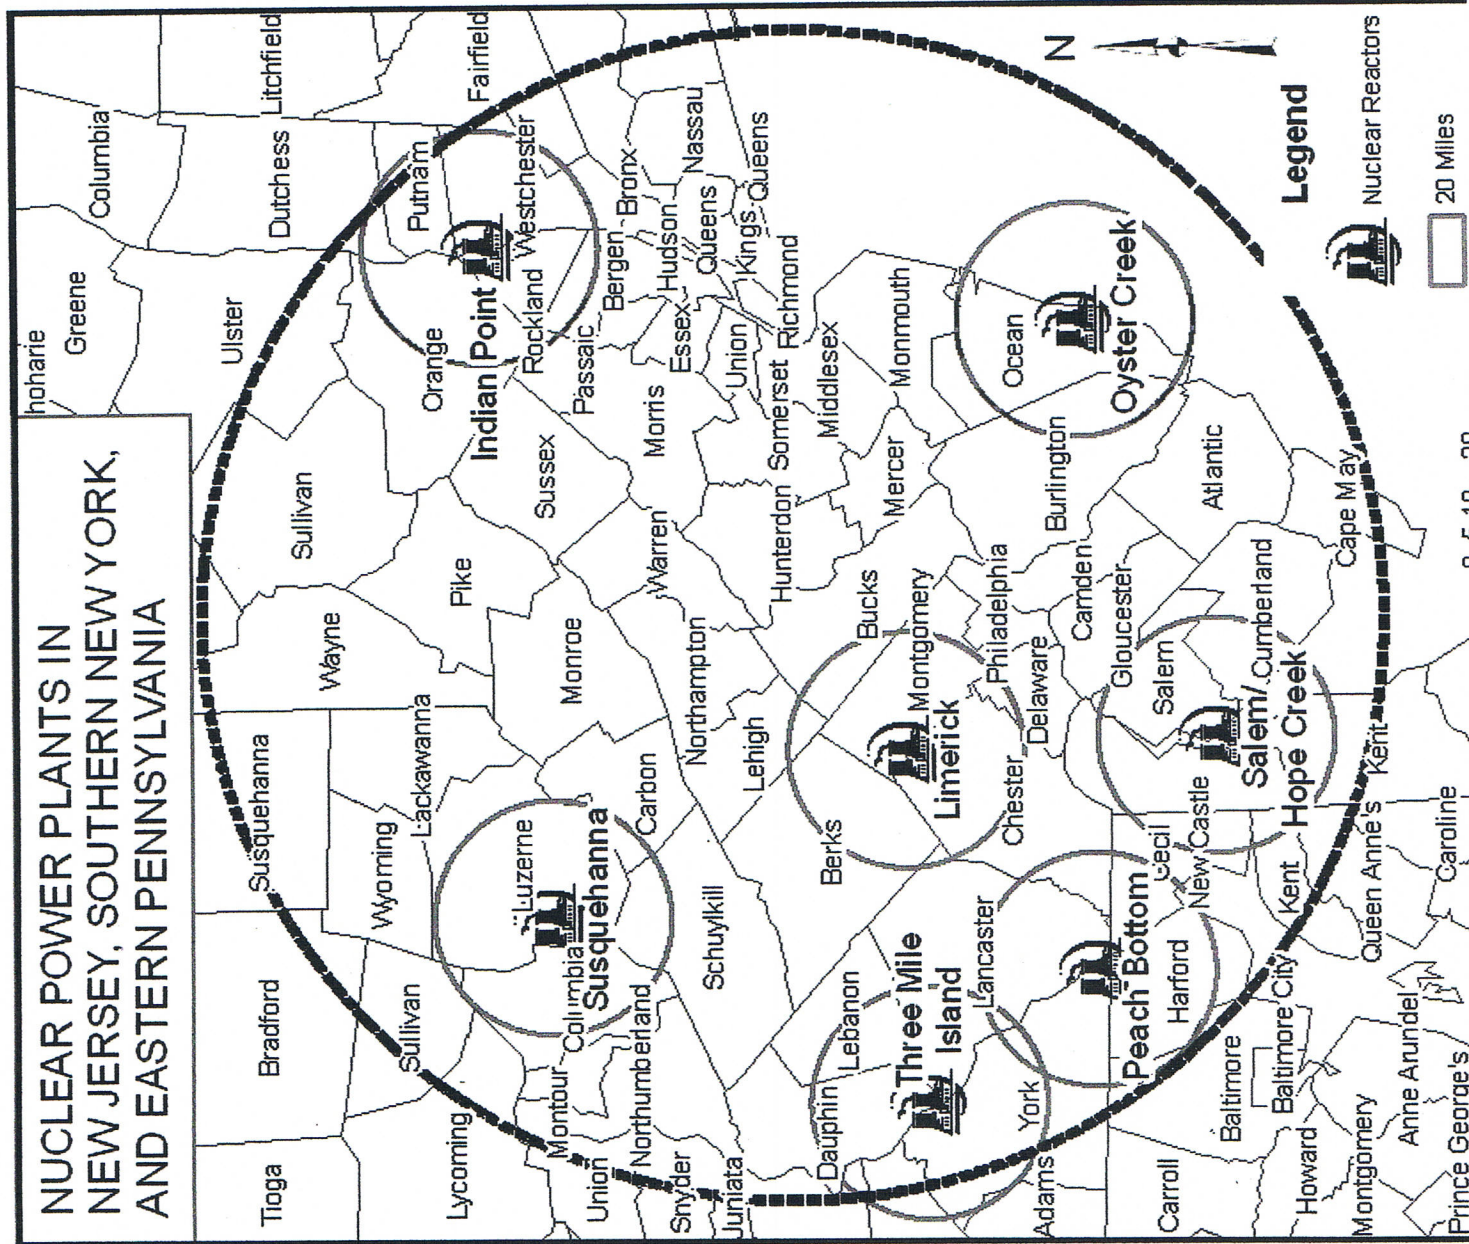 NUCLEAR POWER PLANTS IN
NEW JERSEY, SOUTHERN NEW YORK,
AND EASTERN PENNSYLVANIA
hoharie
Greene
Columbia
Litchfield
Tioga
Bradford
Susquehanna
Wayne
Sullivan
Ulster
Dutchess
Putnam
Fairfield
Lycoming
Sullivan
Wyoming
Lackawanna
Pike
Orange
Indian Point
Westchester
Rockland
Luzerne
Monroe
Sussex
Passaic
Bergen
Bronx
Montour
Columbia
Susquehanna
Union
Northumberland
Carbon
Northampton
Warren
Morris
Essex
Hudson
Nassau
Queens
Kings
Queens
Snyder
Juniata
Schuylkill
Lehigh
Hunterdon
Somerset
Union
Richmond
Middlesex
Dauphin
Lebanon
Berks
Bucks
Montgomery
Mercer
Monmouth
Three Mile
Island
Lancaster
Limerick
Chester
Philadelphia
Delaware
Ocean
Oyster Creek
Burlington
Camden
Gloucester
Adams
York
Peach Bottom
Harford
Cecil
New Castle
Salem
Salem/
Hope Creek
Cumberland
Atlantic
Cape May
Carroll
Baltimore
Baltimore City
Kent
Kent
Howard
Montgomery
Anne Arundel
Queen Anne's
Caroline
Prince George's
N
Legend
Nuclear Reactors
20 Miles